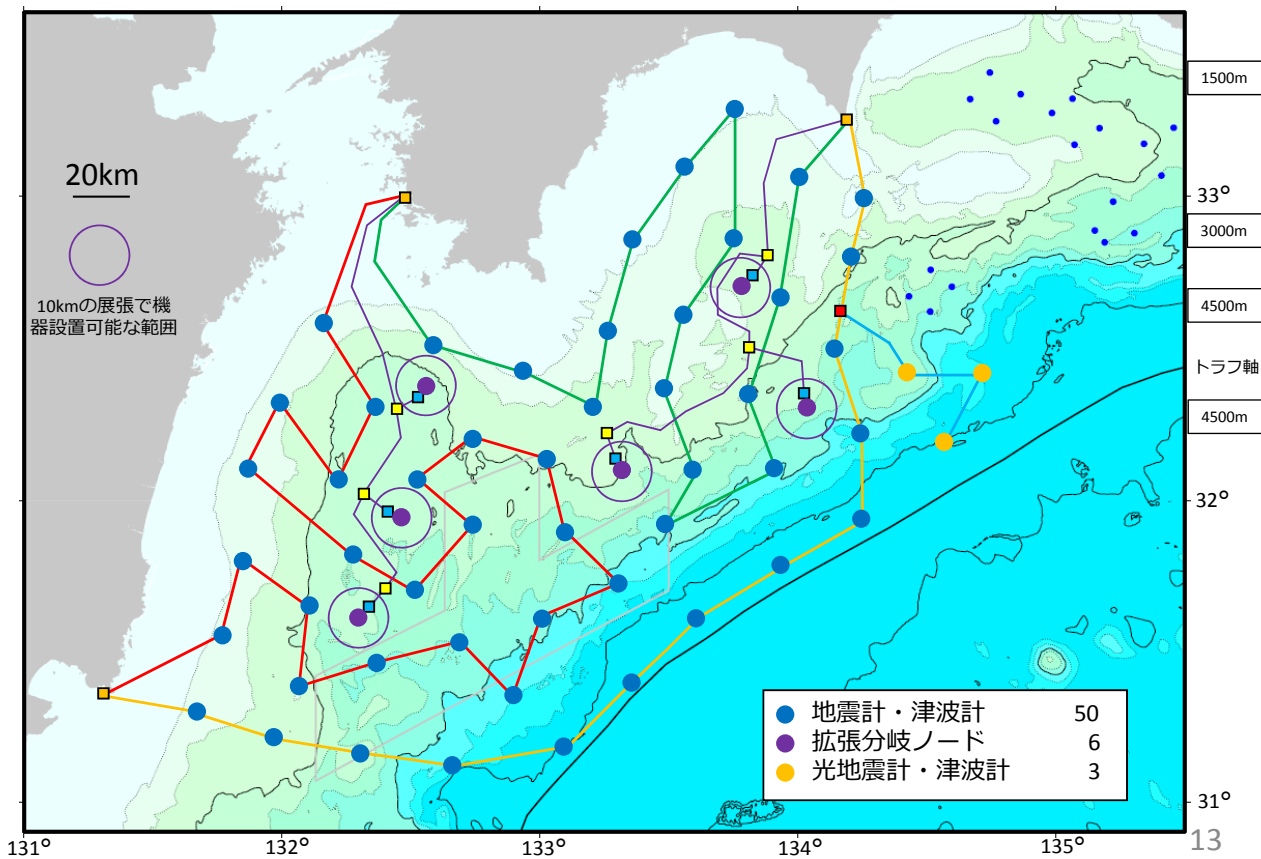 20km
10kmの展張で機
器設置可能な範囲
1500m
33°
3000m
4500m
トラフ軸
4500m
32°
31°
地震計・津波計 50
拡張分岐ノード 6
光地震計・津波計 3
131° 132° 133° 134° 135°
13